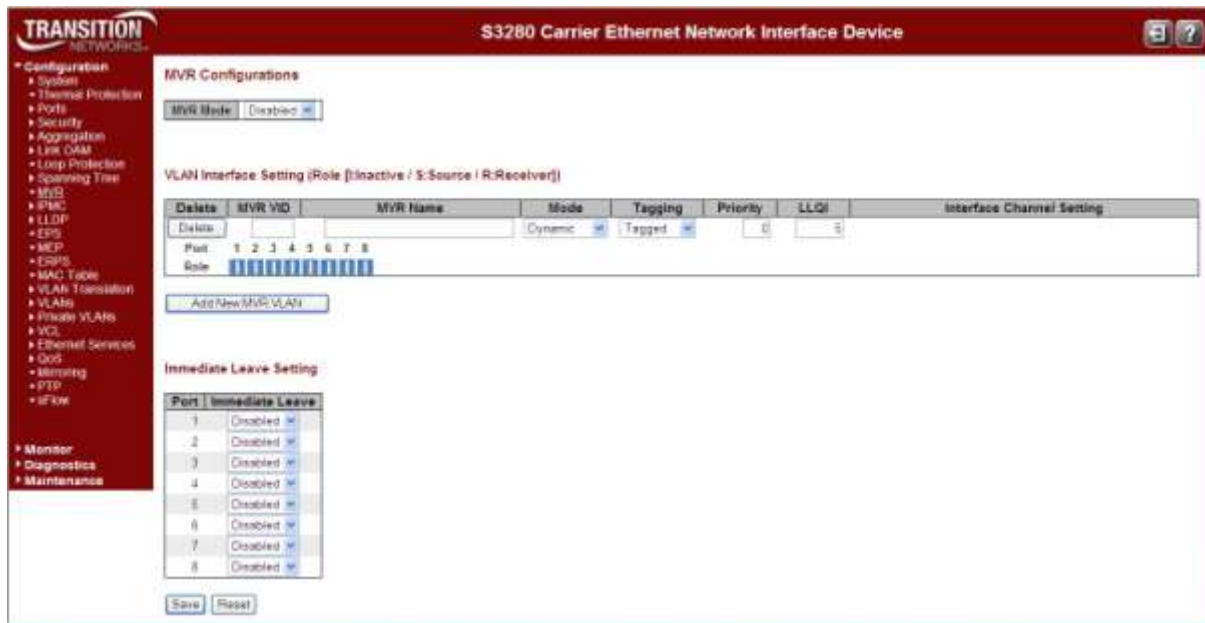 TRANSITION
NETWORKS
S3280 Carrier Ethernet Network Interface Device
?
Configuration
System
Thermal Protection
Ports
Security
Aggregation
Link OAM
Loop Protection
Spanning Tree
MVR
IPMC
LLDP
EPS
MEP
ERPS
MAC Table
VLAN Translation
VLANs
Private VLANs
VCL
Ethernet Services
QoS
Mirroring
PTP
sFlow
Monitor
Diagnostics
Maintenance
MVR Configurations
MVR Mode Disabled
VLAN Interface Setting (Role [I:Inactive / S:Source / R:Receiver])
Delete MVR VID MVR Name Mode Tagging Priority LLQI Interface Channel Setting
Delete Dynamic Tagged 0 5
Port 1 2 3 4 5 6 7 8
Role
Add New MVR VLAN
Immediate Leave Setting
Port Immediate Leave
1 Disabled
2 Disabled
3 Disabled
4 Disabled
5 Disabled
6 Disabled
7 Disabled
8 Disabled
Save Reset